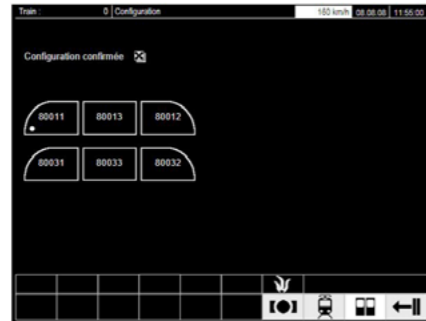 Train : 0 Configuration 160 km/h 08.08.08 11:55:00
Configuration confirmée
80011 80013 80012
80031 80033 80032